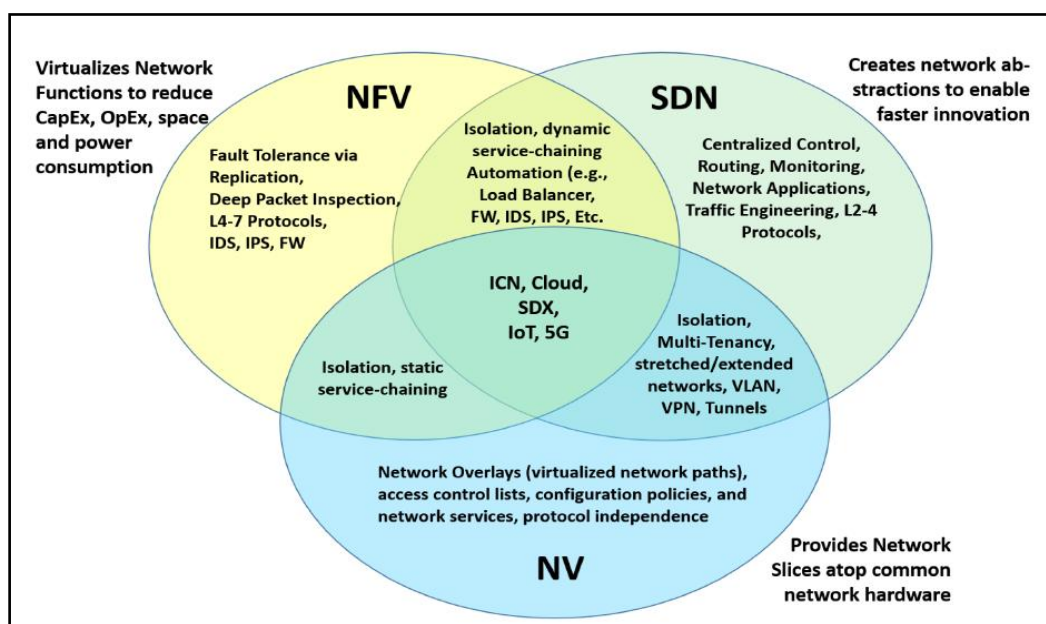 Virtualizes Network
Functions to reduce
CapEx, OpEx, space
and power
consumption
NFV
Fault Tolerance via
Replication,
Deep Packet Inspection,
L4-7 Protocols,
IDS, IPS, FW
Isolation, dynamic
service-chaining
Automation (e.g.,
Load Balancer,
FW, IDS, IPS, Etc.
SDN
Centralized Control,
Routing, Monitoring,
Network Applications,
Traffic Engineering, L2-4
Protocols,
Creates network ab-
stractions to enable
faster innovation
ICN, Cloud,
SDX,
IoT, 5G
Isolation, static
service-chaining
Isolation,
Multi-Tenancy,
stretched/extended
networks, VLAN,
VPN, Tunnels
Network Overlays (virtualized network paths),
access control lists, configuration policies, and
network services, protocol independence
NV
Provides Network
Slices atop common
network hardware